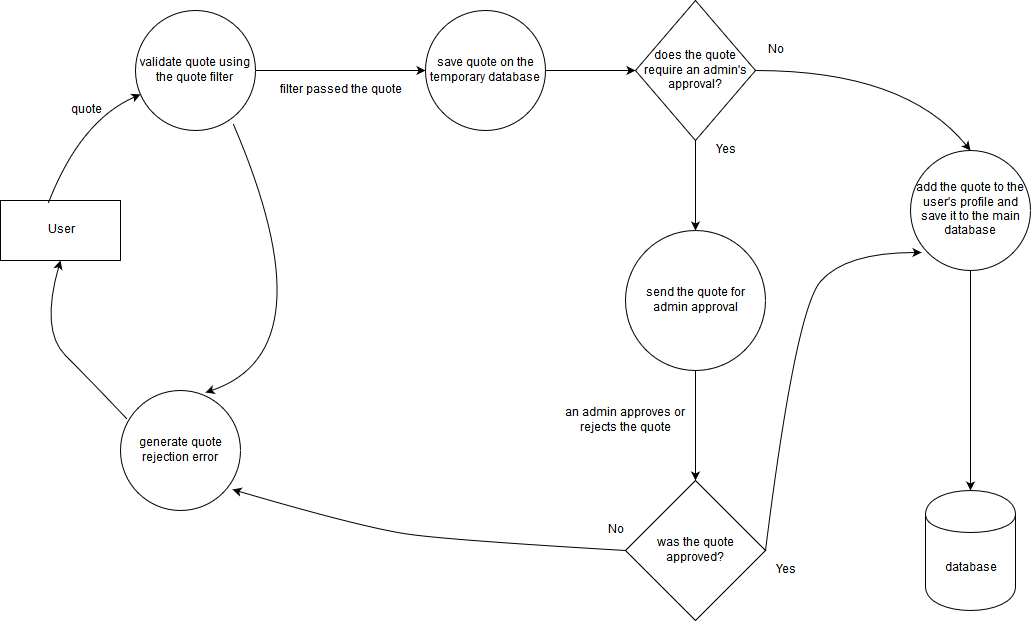 validate quote using
the quote filter
save quote on the
temporary database
does the quote
require an admin's
approval?
No
filter passed the quote
quote
Yes
add the quote to the
user's profile and
save it to the main
database
User
send the quote for
admin approval
an admin approves or
rejects the quote
generate quote
rejection error
No
was the quote
approved?
Yes
database